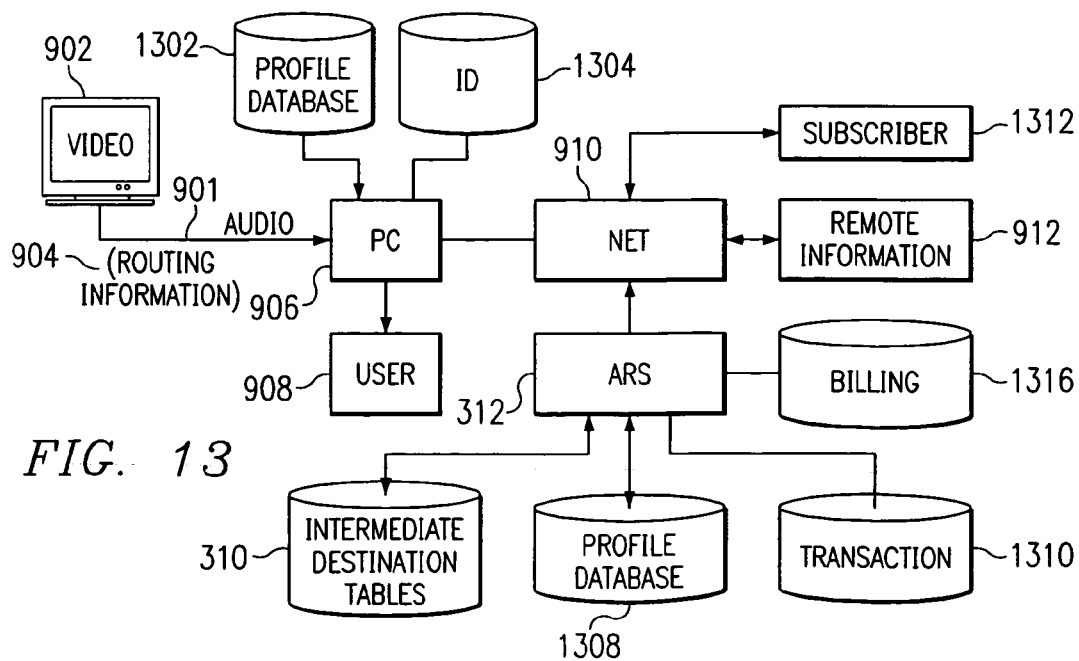 902
1302
PROFILE
DATABASE
ID
1304
VIDEO
910
SUBSCRIBER
1312
901
AUDIO
PC
NET
REMOTE
INFORMATION
912
904
(ROUTING
INFORMATION)
906
908
USER
312
ARS
BILLING
1316
FIG. 13
310
INTERMEDIATE
DESTINATION
TABLES
PROFILE
DATABASE
1308
TRANSACTION
1310